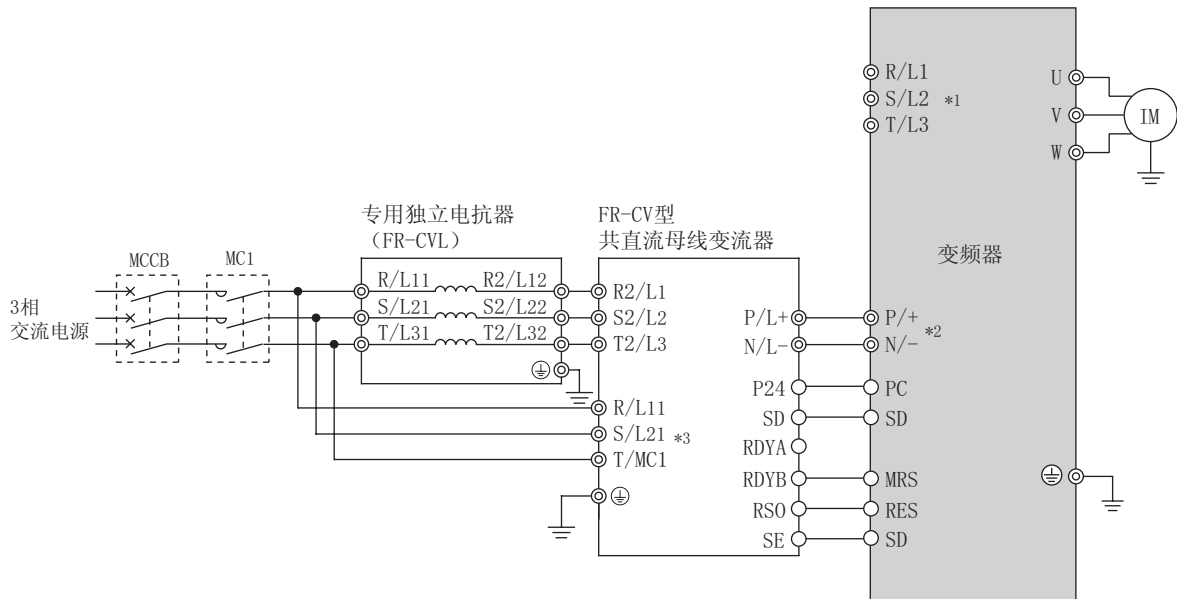 R/L1
S/L2 *1
T/L3
U
V
W
IM
变频器
专用独立电抗器
（FR-CVL）
FR-CV型
共直流母线变流器
MCCB
MC1
3相
交流电源
R/L11
R2/L12
S/L21
S2/L22
T/L31
T2/L32
R2/L1
S2/L2
T2/L3
R/L11
S/L21 *3
T/MC1
P/L+
N/L-
P24
SD
RDYA
RDYB
RSO
SE
P/+
N/-
*2
PC
SD
MRS
RES
SD